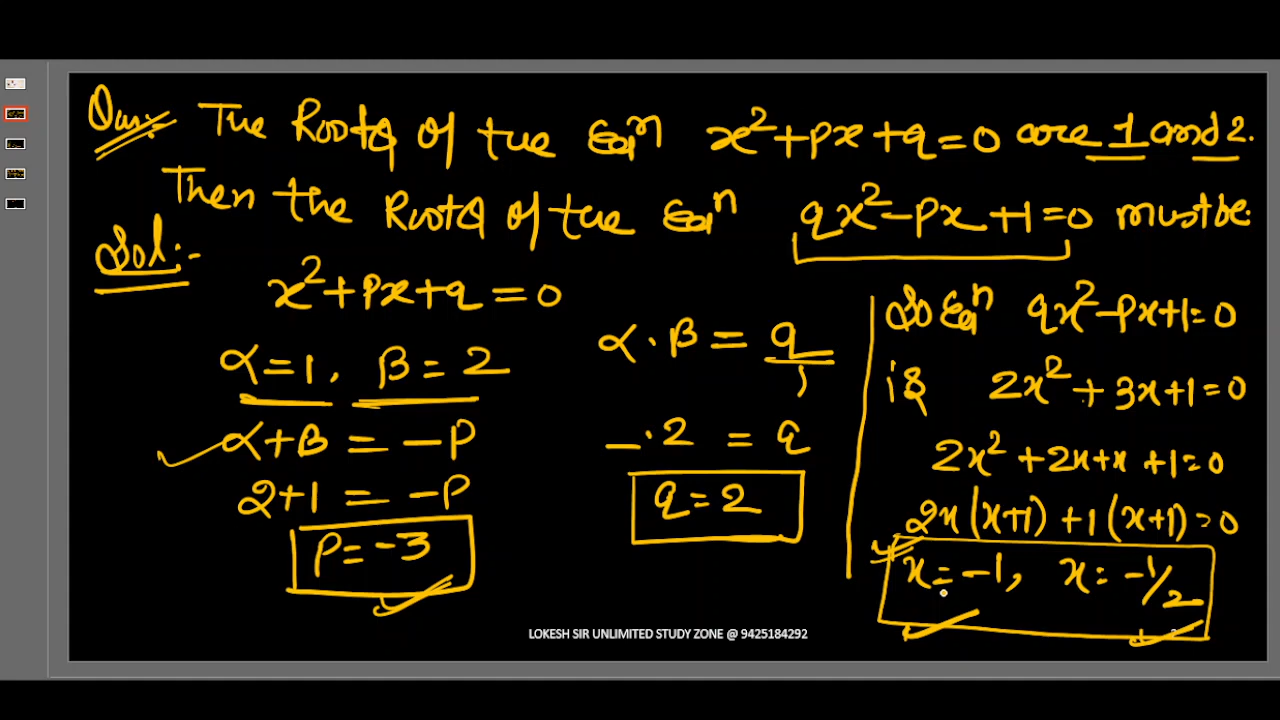 Ques:- The Roots of the Eqn x²+px+q=0 are 1 and 2.
Then the Roots of the Eqn qx²-px+1=0 must be.
Sol:-
x²+px+q=0
α=1, β=2
α+β = -P
2+1 = -P
P=-3
α.β = q/1
_.2 = q
q=2
So Eqn qx²-px+1=0
is 2x²+3x+1=0
2x²+2x+x+1=0
2x(x+1)+1(x+1)=0
x=-1, x=-1/2
LOKESH SIR UNLIMITED STUDY ZONE @ 9425184292